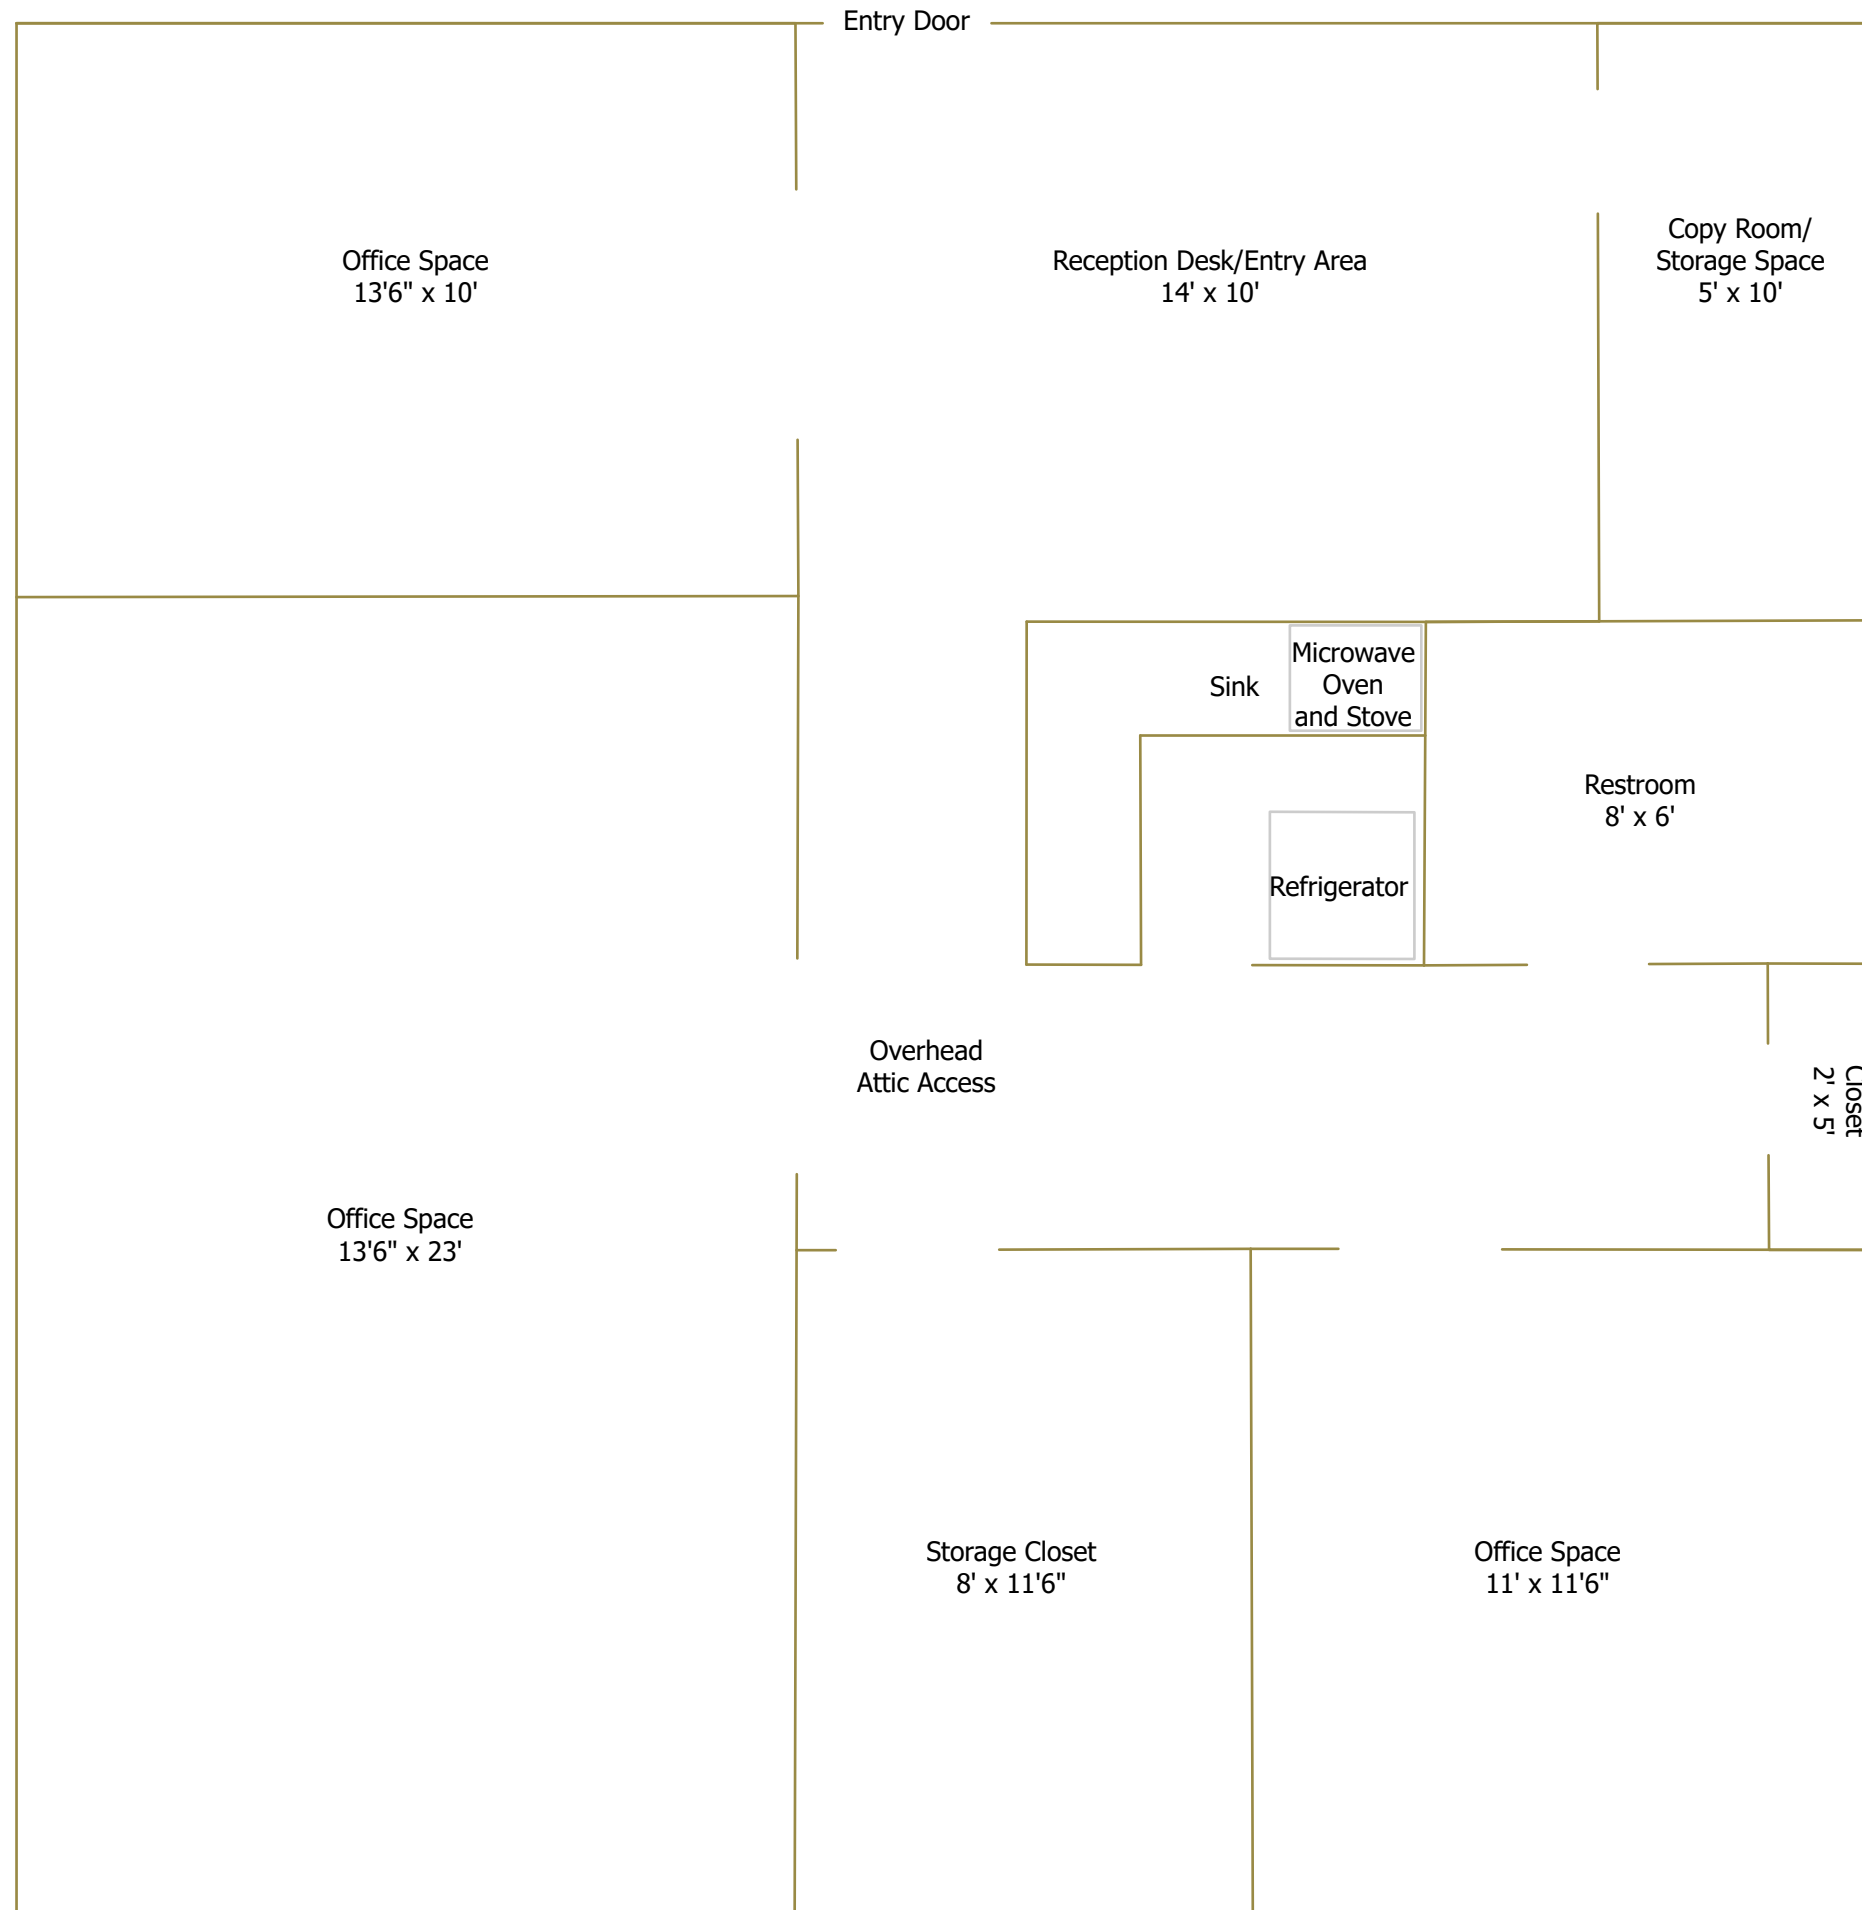 Entry Door
Office Space
13'6" x 10'
Reception Desk/Entry Area
14' x 10'
Copy Room/
Storage Space
5' x 10'
Sink
Microwave
Oven
and Stove
Restroom
8' x 6'
Refrigerator
Overhead
Attic Access
Closet
2' x 5'
Office Space
13'6" x 23'
Storage Closet
8' x 11'6"
Office Space
11' x 11'6"